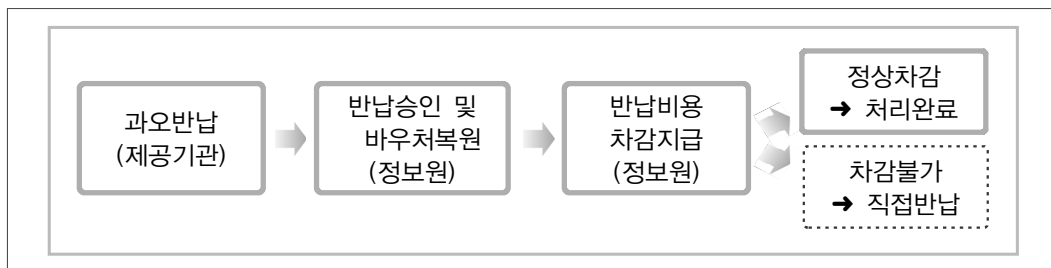 과오반납
(제공기관)
반납승인 및
바우처복원
(정보원)
반납비용
차감지급
(정보원)
정상차감
➜ 처리완료
차감불가
➜ 직접반납